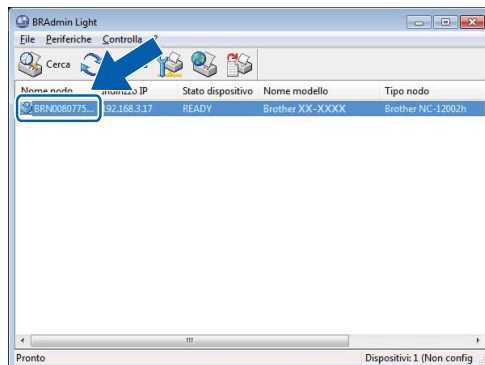 BRAdmin Light
File Periferiche Controlla ?
Cerca
Nome nodo Indirizzo IP Stato dispositivo Nome modello Tipo nodo
BRN0080775... 192.168.3.17 READY Brother XX-XXXX Brother NC-12002h
Pronto Dispositivi: 1 (Non config